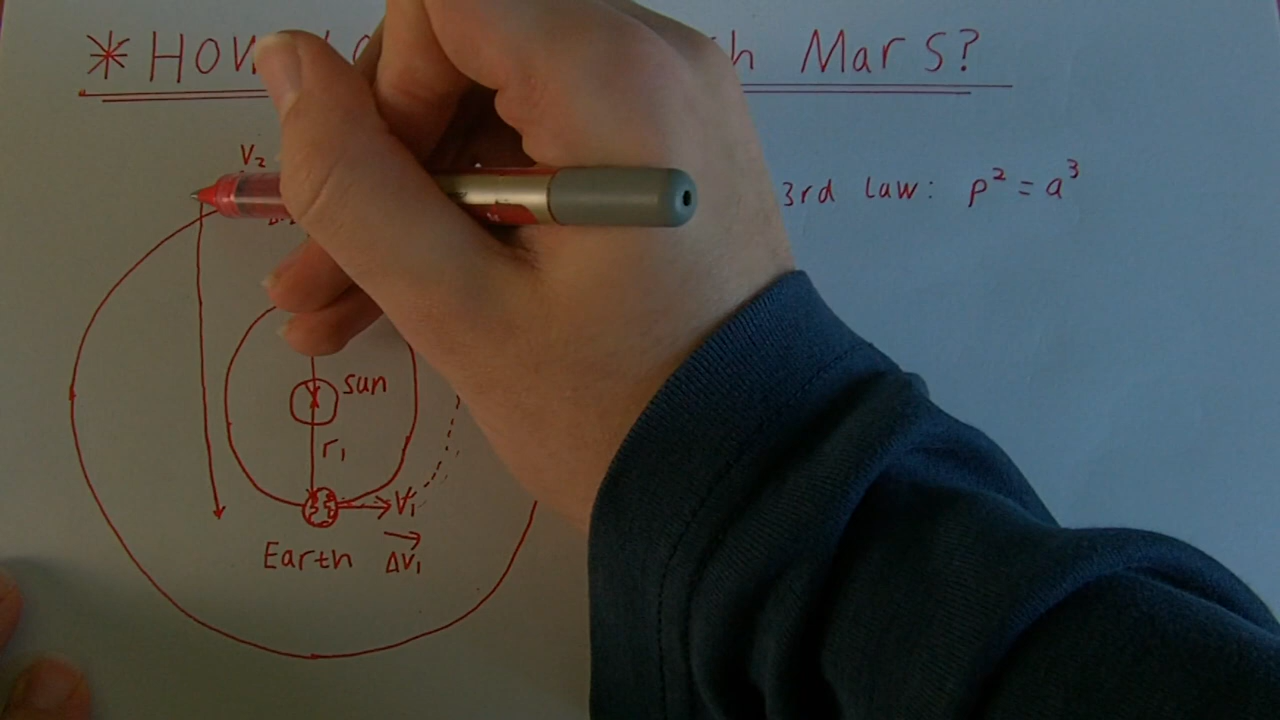 *How Mars?
V₂
3rd law: p² = a³
sun
r₁
V₁
Earth Δv₁